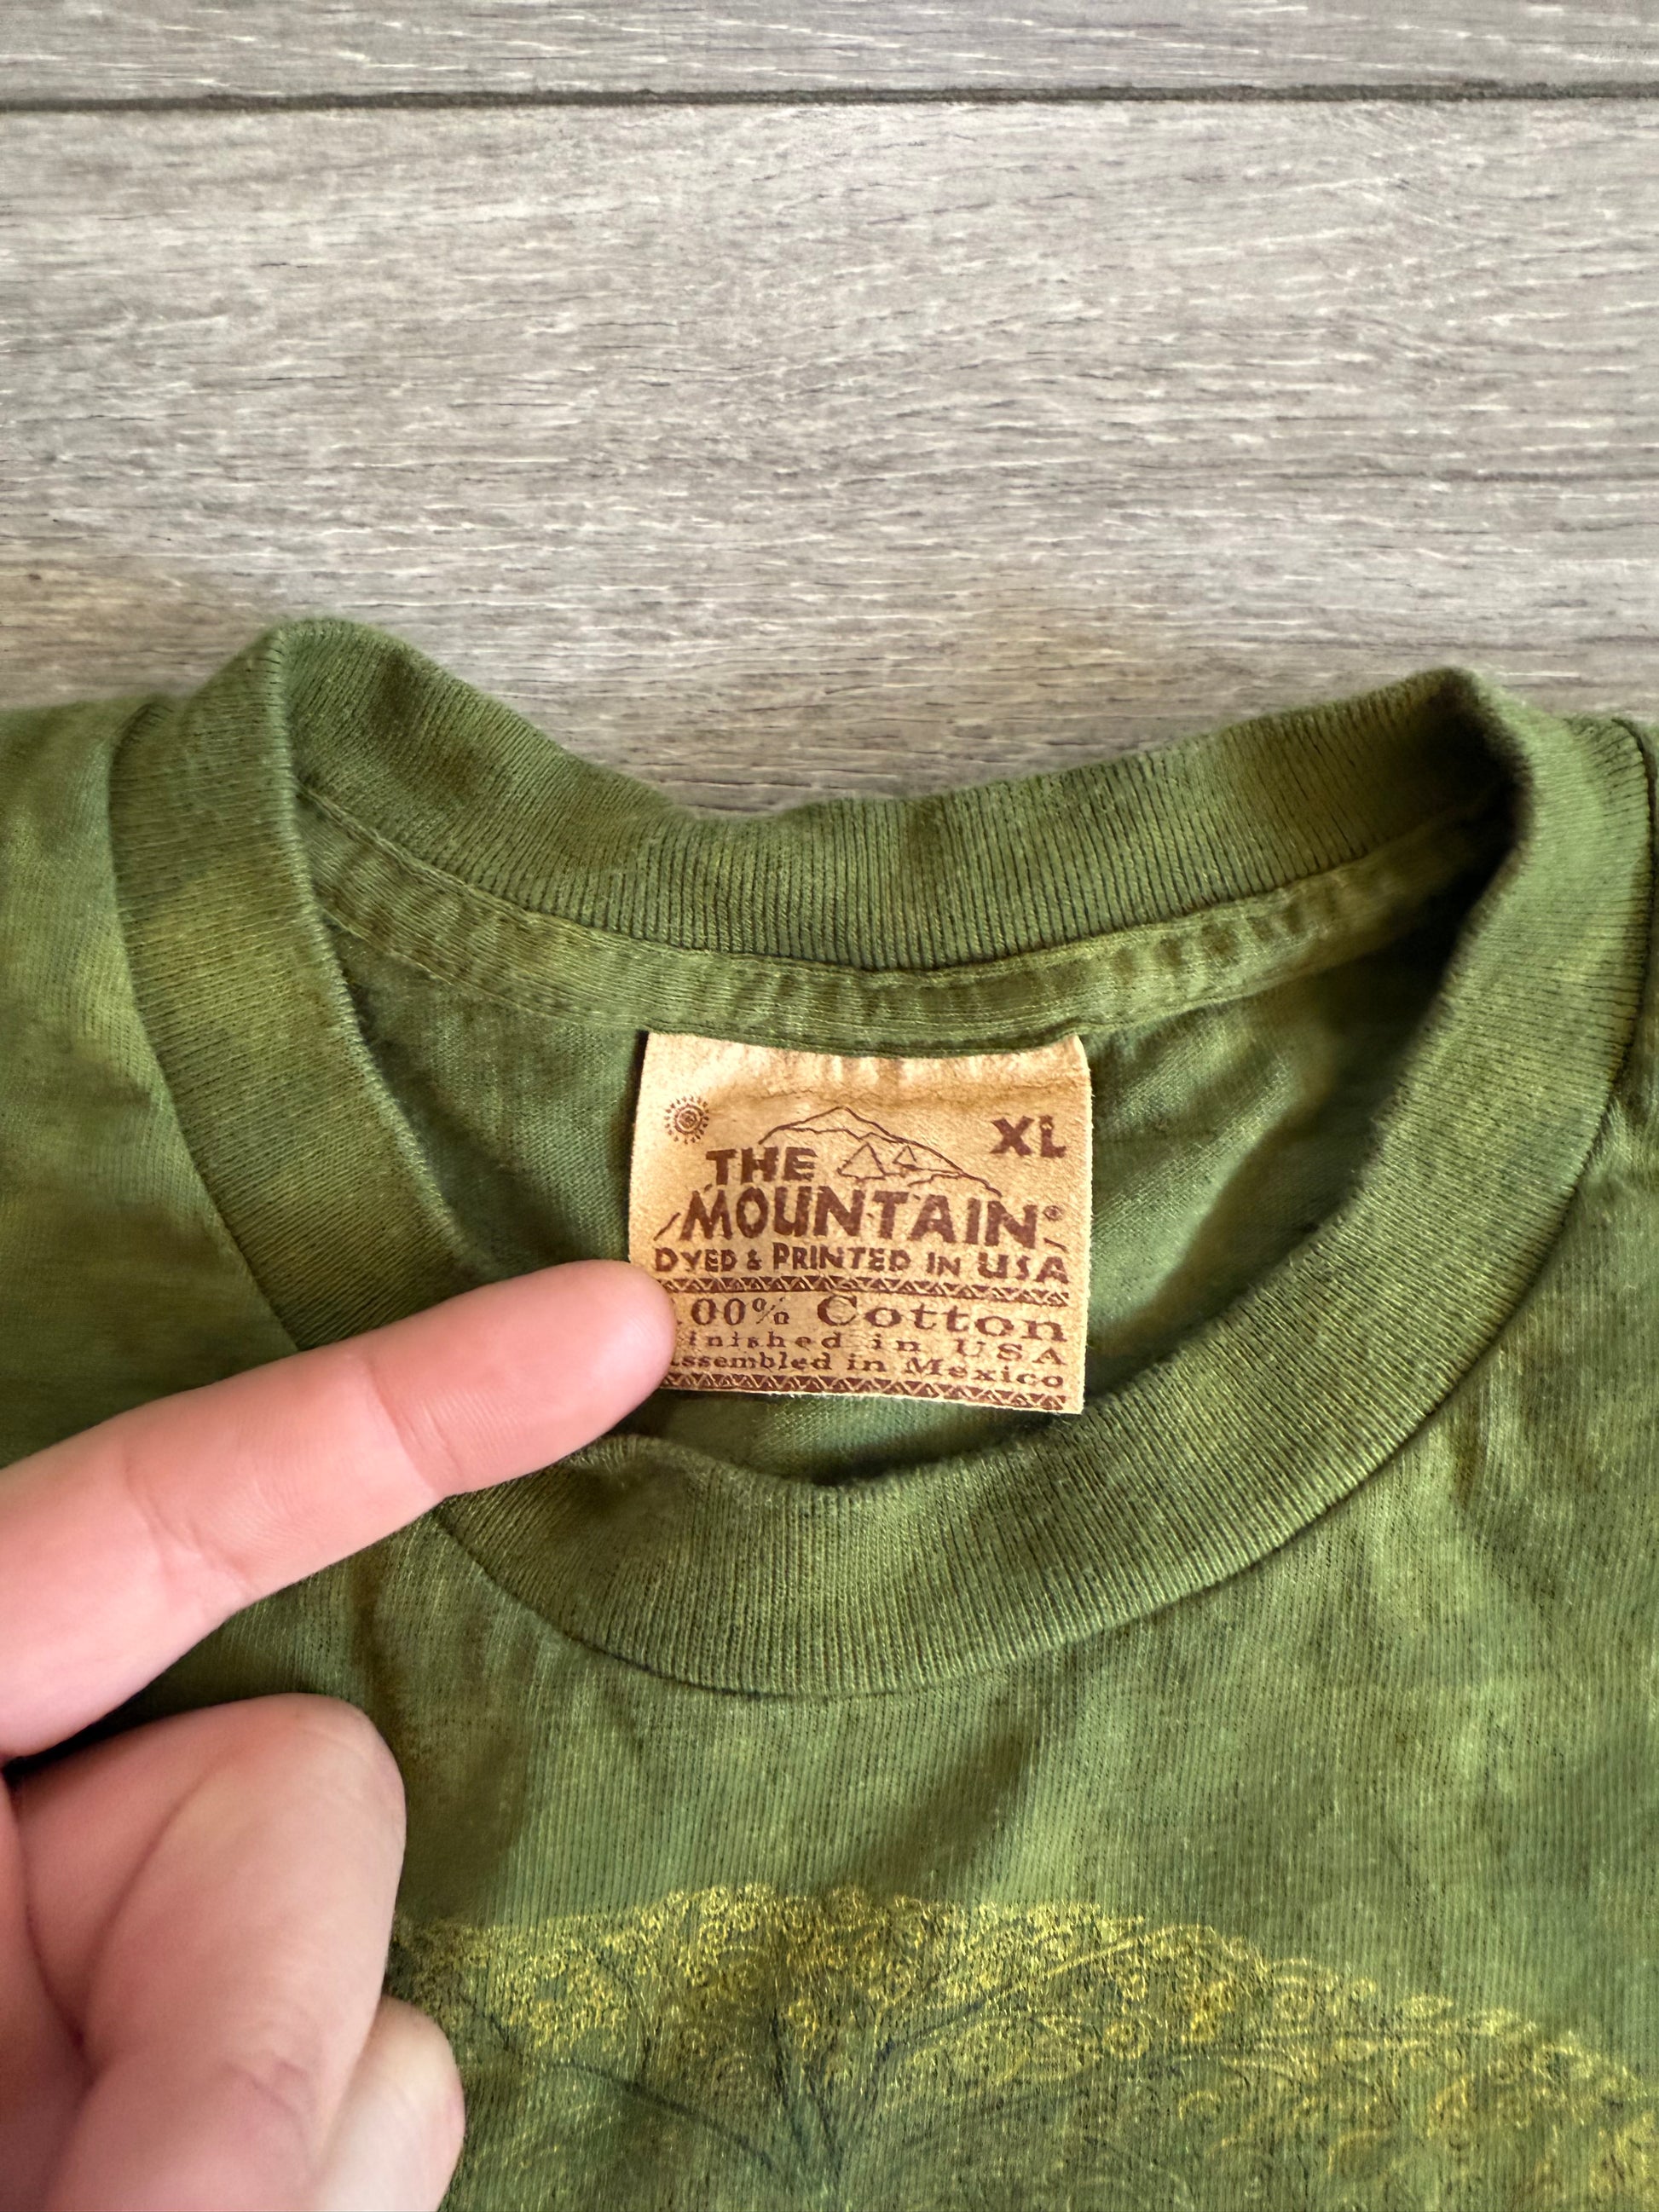 XL
THE
MOUNTAIN®
DYED & PRINTED IN USA
00% Cotton
inished in USA
ssembled in Mexico